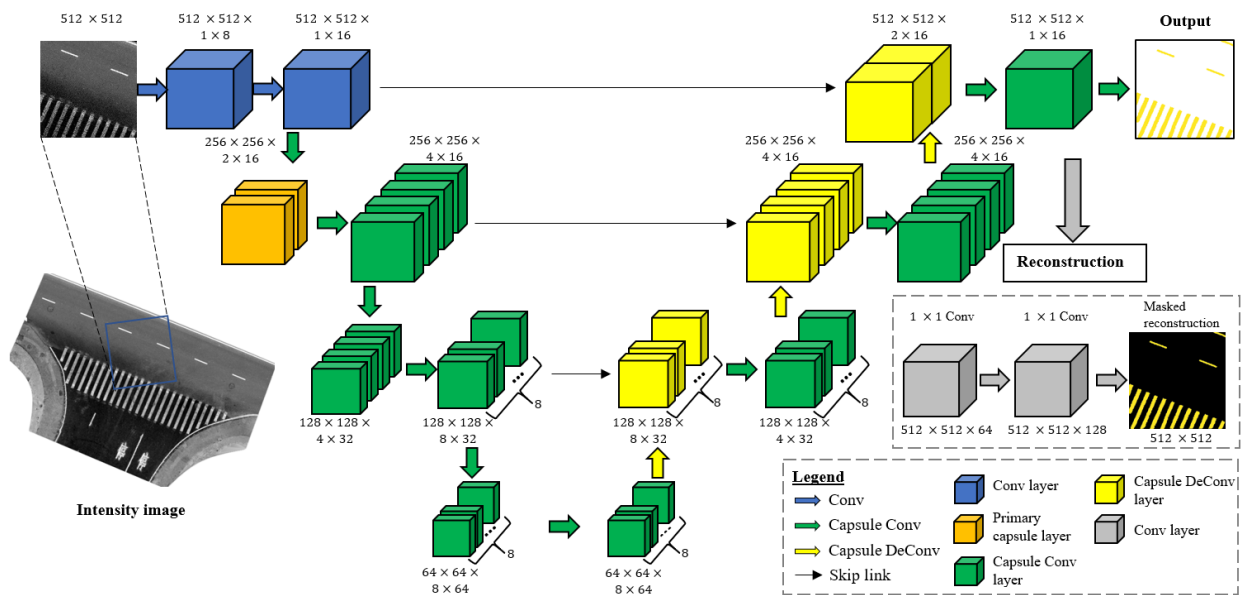 512 × 512
512 × 512 ×
1 × 8
512 × 512 ×
1 × 16
512 × 512 ×
2 × 16
512 × 512 ×
1 × 16
Output
256 × 256 ×
2 × 16
256 × 256 ×
4 × 16
256 × 256 ×
4 × 16
256 × 256 ×
4 × 16
Reconstruction
128 × 128 ×
4 × 32
128 × 128 ×
8 × 32
8
128 × 128 ×
8 × 32
8
128 × 128 ×
4 × 32
8
64 × 64 ×
8 × 64
8
64 × 64 ×
8 × 64
8
Intensity image
1 × 1 Conv
1 × 1 Conv
Masked
reconstruction
512 × 512 × 64
512 × 512 × 128
512 × 512
Legend
Conv
Capsule Conv
Capsule DeConv
Skip link
Conv layer
Primary
capsule layer
Capsule Conv
layer
Capsule DeConv
layer
Conv layer